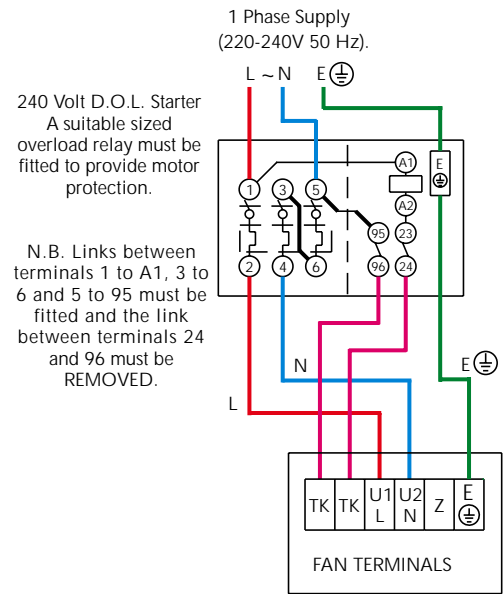 1 Phase Supply
(220-240V 50 Hz).
L ~ N E
240 Volt D.O.L. Starter
A suitable sized
overload relay must be
fitted to provide motor
protection.
N.B. Links between
terminals 1 to A1, 3 to
6 and 5 to 95 must be
fitted and the link
between terminals 24
and 96 must be
REMOVED.
A1
E
1 3 5
A2
95 23
2 4 6 96 24
N
E
L
TK TK U1 U2 Z E
L N
FAN TERMINALS